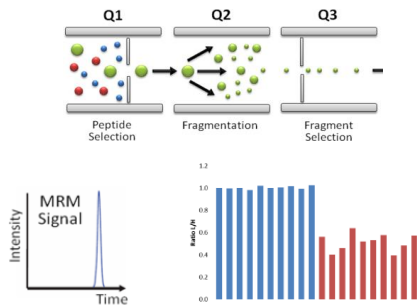 Q1 Q2 Q3
Peptide
Selection
Fragmentation
Fragment
Selection
MRM
Signal
Intensity
Time
Ratio L/H
1.2
1.0
0.8
0.6
0.4
0.2
0.0